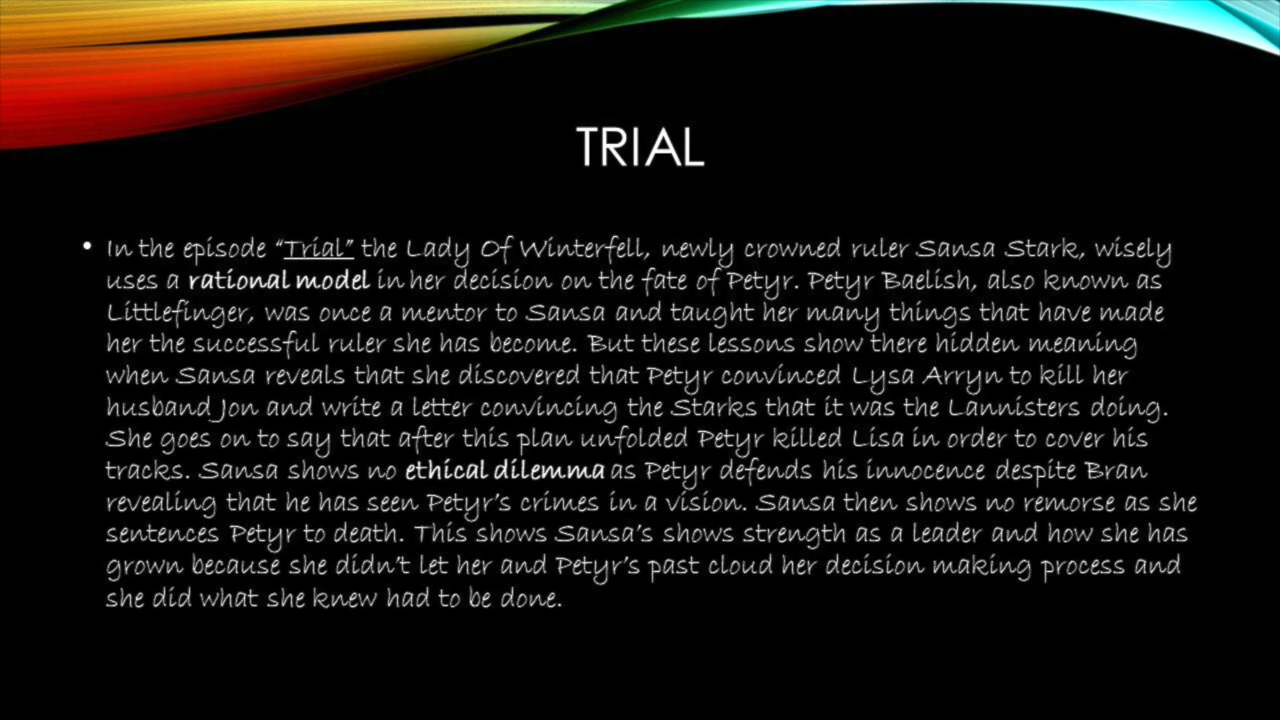 TRIAL
• In the episode “Trial” the Lady Of Winterfell, newly crowned ruler Sansa Stark, wisely
uses a rational model in her decision on the fate of Petyr. Petyr Baelish, also known as
Littlefinger, was once a mentor to Sansa and taught her many things that have made
her the successful ruler she has become. But these lessons show there hidden meaning
when Sansa reveals that she discovered that Petyr convinced Lysa Arryn to kill her
husband Jon and write a letter convincing the Starks that it was the Lannisters doing.
She goes on to say that after this plan unfolded Petyr killed Lisa in order to cover his
tracks. Sansa shows no ethical dilemma as Petyr defends his innocence despite Bran
revealing that he has seen Petyr’s crimes in a vision. Sansa then shows no remorse as she
sentences Petyr to death. This shows Sansa’s shows strength as a leader and how she has
grown because she didn’t let her and Petyr’s past cloud her decision making process and
she did what she knew had to be done.